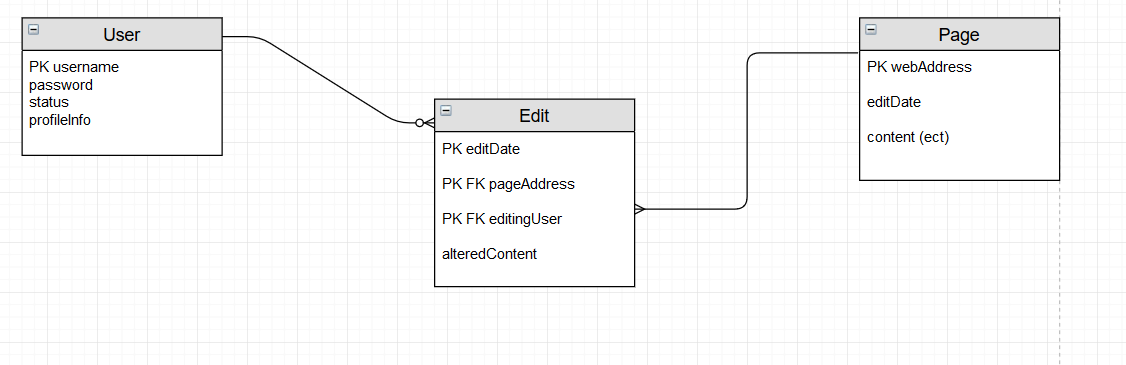 User
PK username
password
status
profileInfo
Edit
PK editDate
PK FK pageAddress
PK FK editingUser
alteredContent
Page
PK webAddress
editDate
content (ect)